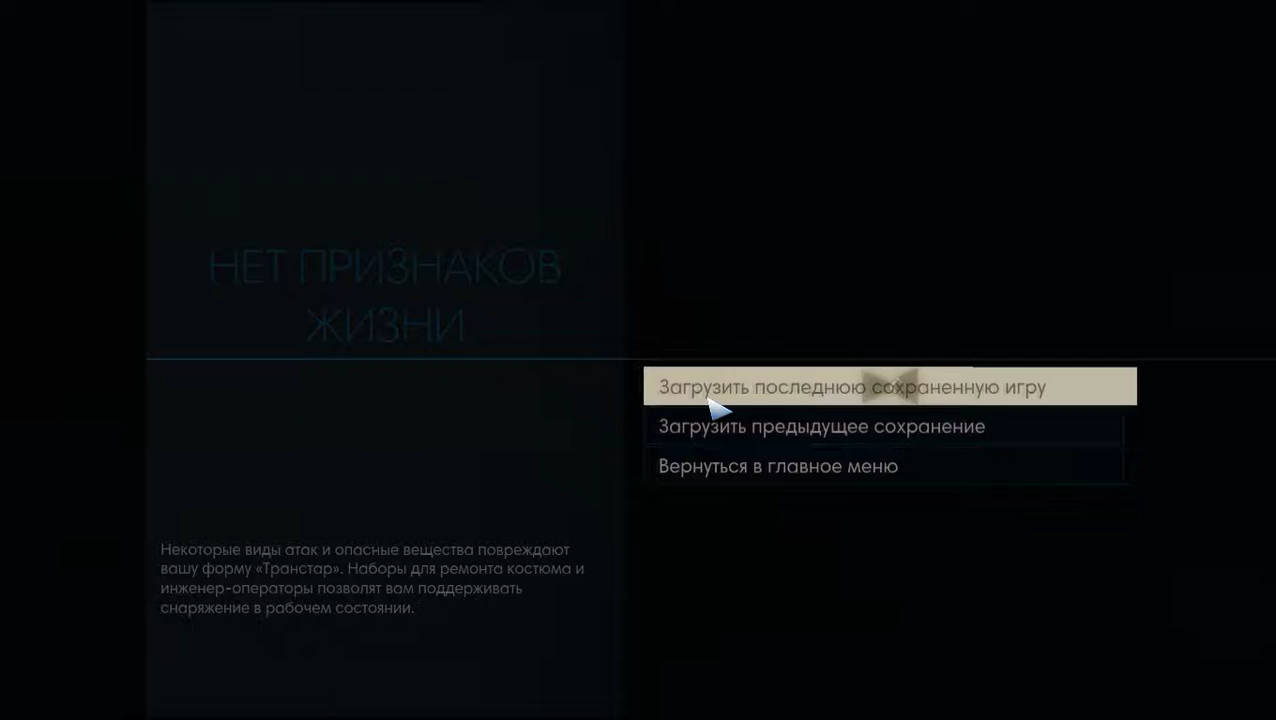 НЕТ ПРИЗНАКОВ
ЖИЗНИ
Загрузить последнюю сохраненную игру
Загрузить предыдущее сохранение
Вернуться в главное меню
Некоторые виды атак и опасные вещества повреждают
вашу форму «Транстар». Наборы для ремонта костюма и
инженер-операторы позволят вам поддерживать
снаряжение в рабочем состоянии.